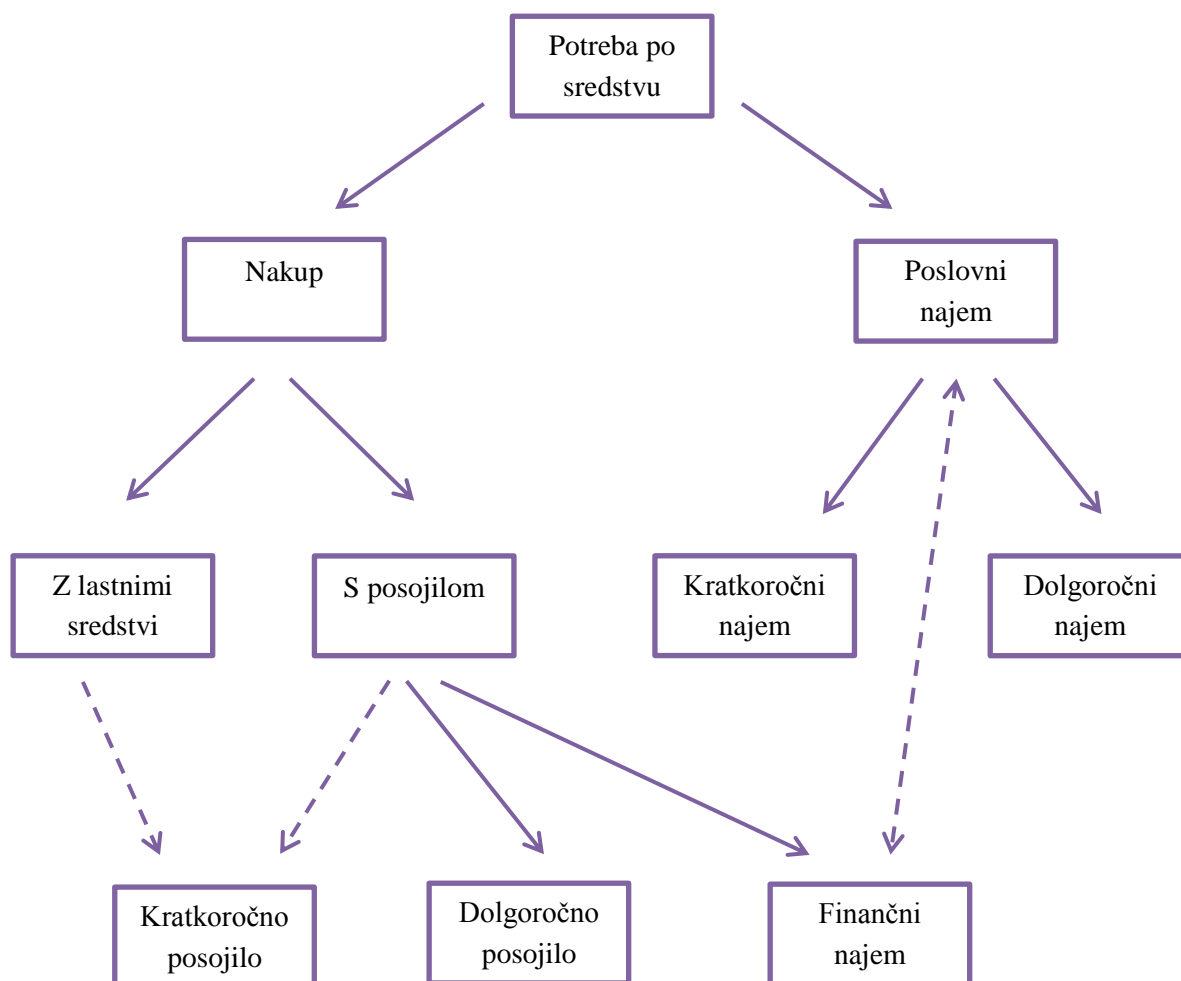 Potreba po
sredstvu
Nakup
Poslovni
najem
Z lastnimi
sredstvi
S posojilom
Kratkoročni
najem
Dolgoročni
najem
Kratkoročno
posojilo
Dolgoročno
posojilo
Finančni
najem